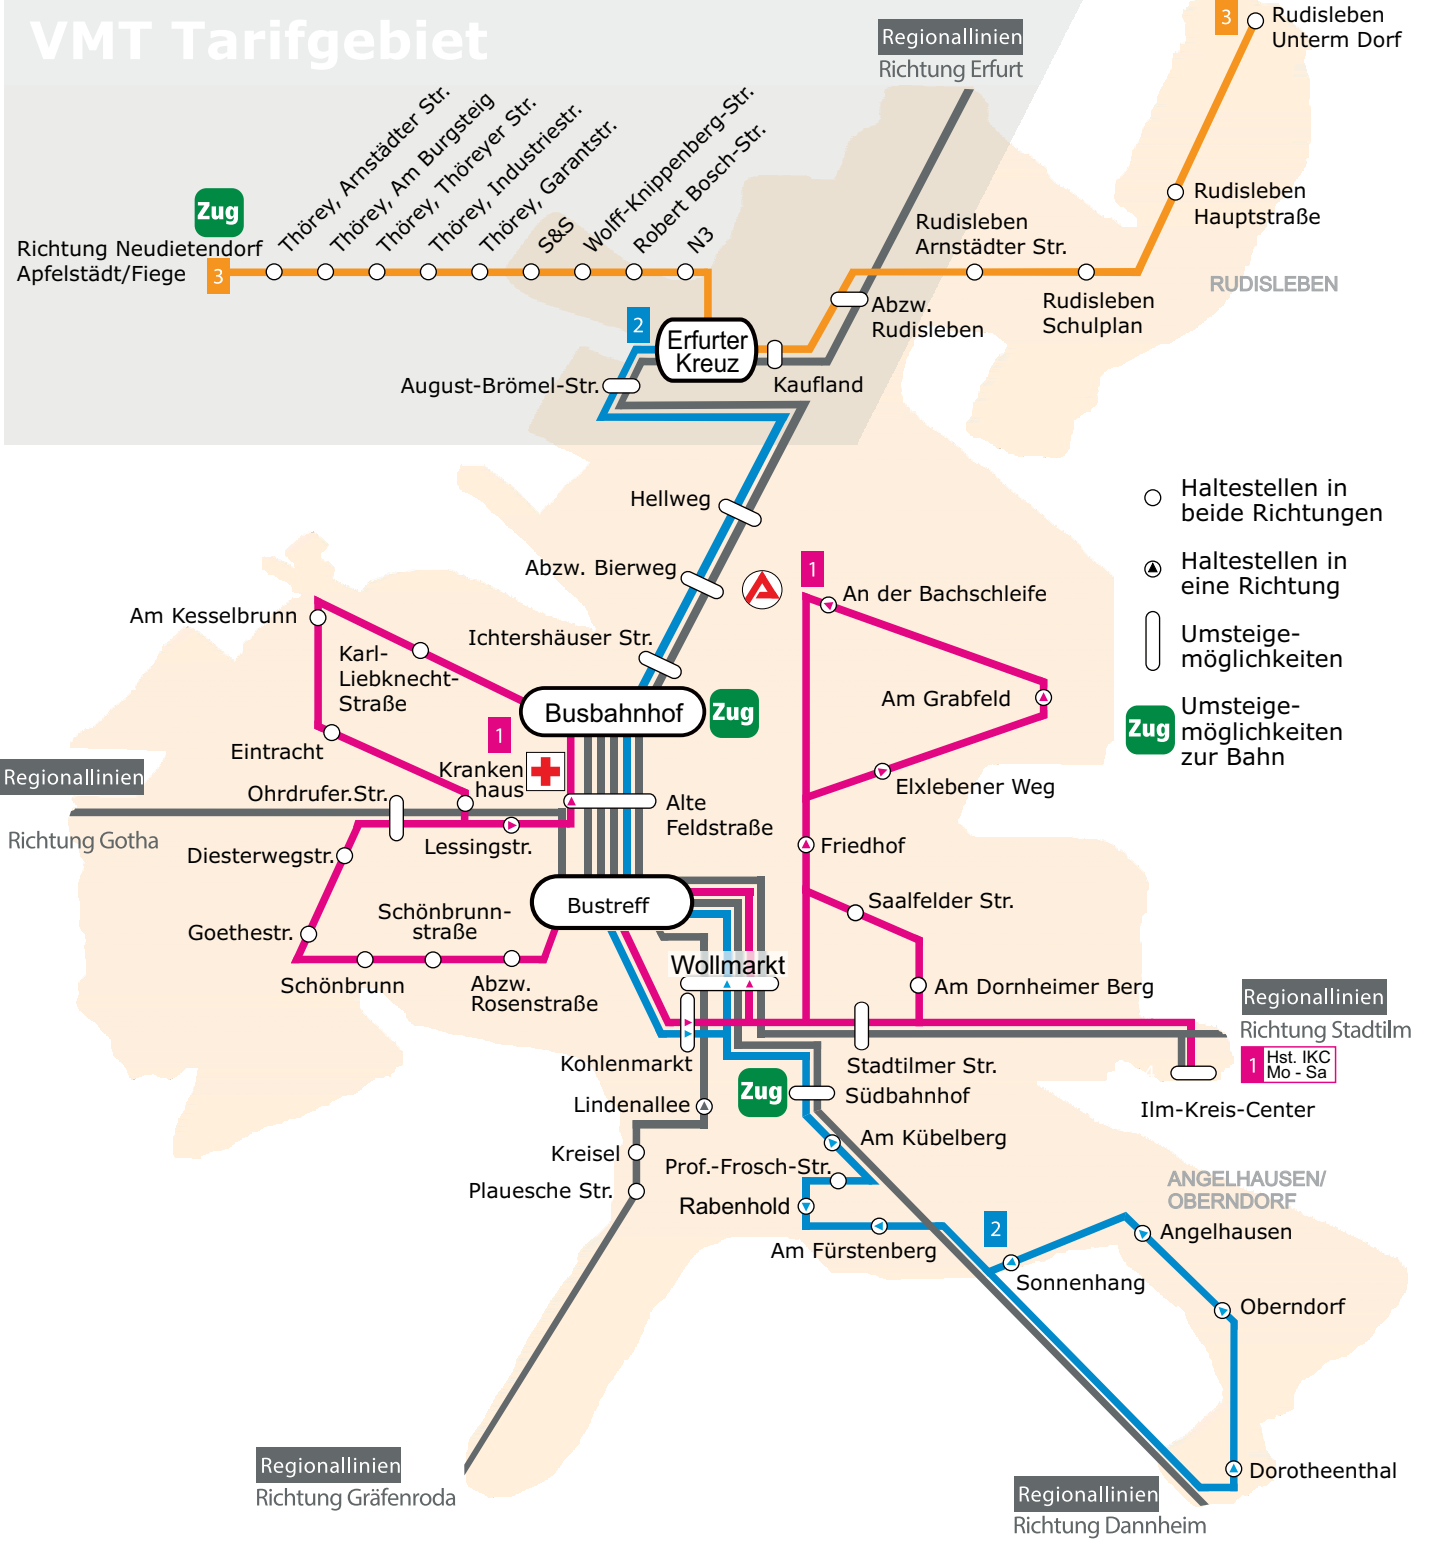 VMT Tarifgebiet
Regionallinien
Richtung Erfurt
3
Rudisleben
Unterm Dorf
Thörey, Arnstädter Str.
Thörey, Am Burgsteig
Thörey, Thöreyer Str.
Thörey, Industriestr.
Thörey, Garantstr.
S&S
Wolff-Knippenberg-Str.
Robert Bosch-Str.
N3
Zug
Richtung Neudietendorf
Apfelstädt/Fiege
3
Rudisleben
Hauptstraße
Rudisleben
Arnstädter Str.
RUDISLEBEN
Rudisleben
Schulplan
Abzw.
Rudisleben
2
Erfurter
Kreuz
August-Brömel-Str.
Kaufland
Hellweg
Abzw. Bierweg
Ichtershäuser Str.
Haltestellen in
beide Richtungen
Haltestellen in
eine Richtung
Umsteige-
möglichkeiten
Zug
Umsteige-
möglichkeiten
zur Bahn
1
An der Bachschleife
Am Grabfeld
Elxlebener Weg
Friedhof
Saalfelder Str.
Am Dornheimer Berg
Am Kesselbrunn
Karl-
Liebknecht-
Straße
Eintracht
Busbahnhof
Zug
1
Kranken
haus
Regionallinien
Richtung Gotha
Ohrdrufer.Str.
Lessingstr.
Alte
Feldstraße
Diesterwegstr.
Goethestr.
Schönbrunn-
straße
Schönbrunn
Abzw.
Rosenstraße
Bustreff
Wollmarkt
Kohlenmarkt
Stadtilmer Str.
Regionallinien
Richtung Stadtilm
1
Hst. IKC
Mo - Sa
Ilm-Kreis-Center
Zug
Südbahnhof
Lindenallee
Kreisel
Plauesche Str.
Am Kübelberg
Prof.-Frosch-Str.
Rabenhold
Am Fürstenberg
ANGELHAUSEN/
OBERNDORF
2
Angelhausen
Sonnenhang
Oberndorf
Dorotheenthal
Regionallinien
Richtung Gräfenroda
Regionallinien
Richtung Dannheim